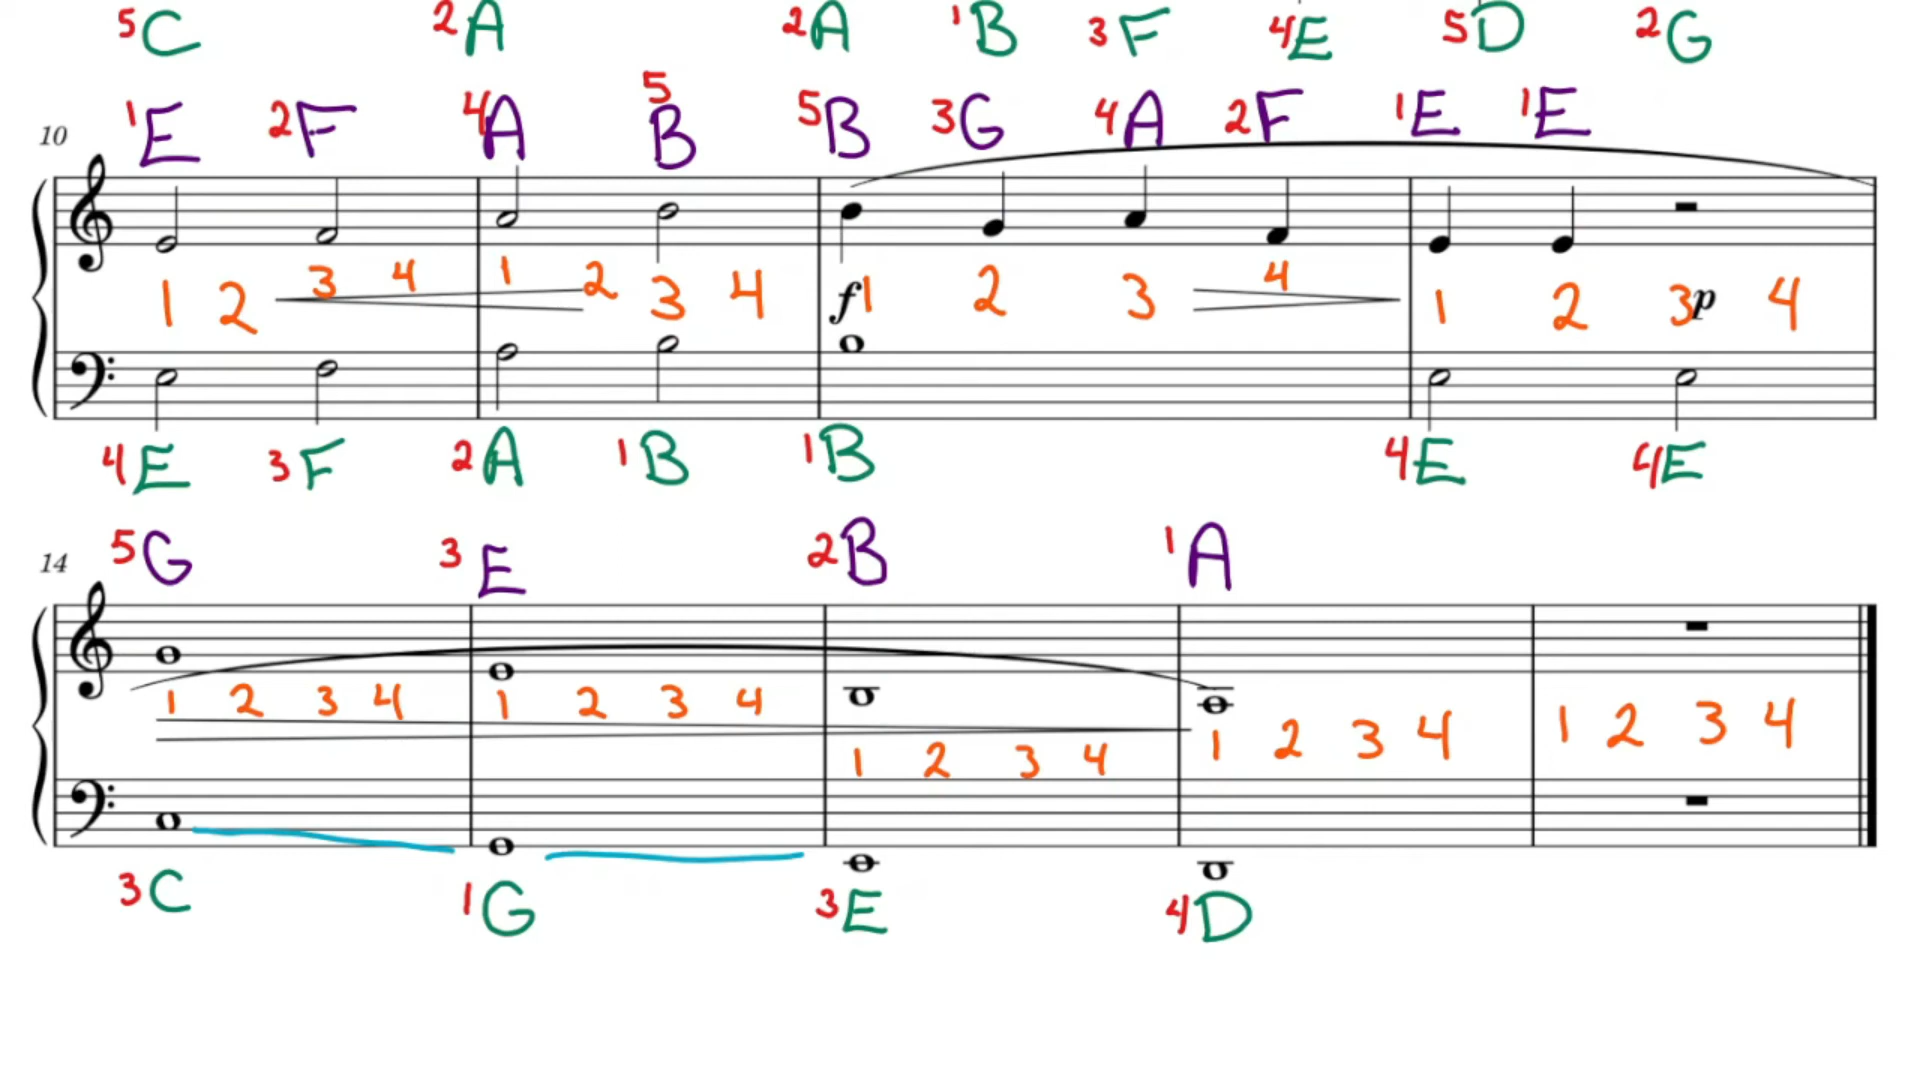 5C 2A 2A 1B 3F 4E 5D 2G
1E 2F 4A 5B 5B 3G 4A 2F 1E 1E
10
1 2 3 4 1 2 3 4 f 1 2 3 4 1 2 3 p 4
4E 3F 2A 1B 1B 4E 4E
5G 3E 2B 1A
14
1 2 3 4 1 2 3 4 1 2 3 4 1 2 3 4 1 2 3 4
3C 1G 3E 4D